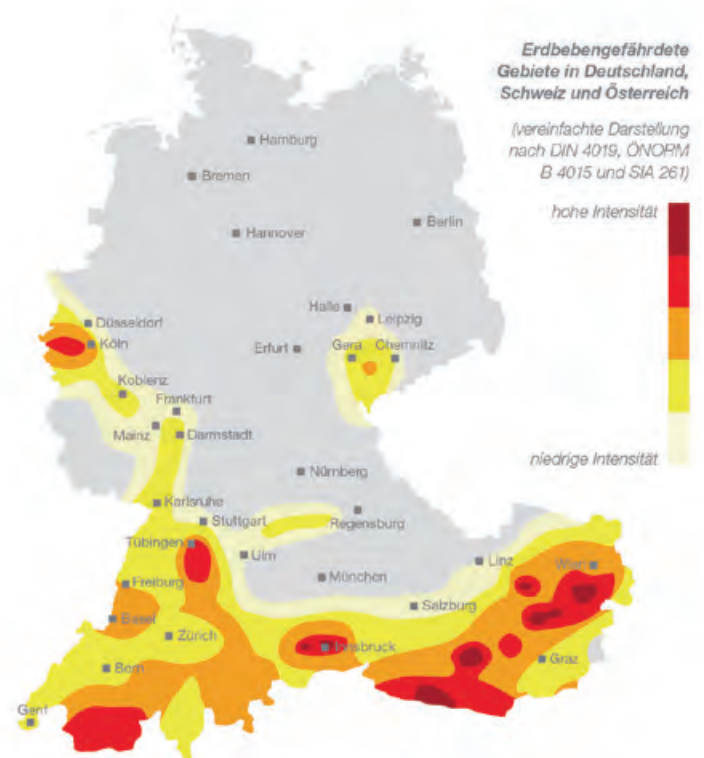 Erdbebengefährdete
Gebiete in Deutschland,
Schweiz und Österreich
(vereinfachte Darstellung
nach DIN 4019, ÖNORM
B 4015 und SIA 261)
hohe Intensität
niedrige Intensität
Hamburg
Bremen
Berlin
Hannover
Halle
Leipzig
Düsseldorf
Köln
Erfurt
Gera
Chemnitz
Koblenz
Frankfurt
Mainz
Darmstadt
Nürnberg
Karlsruhe
Stuttgart
Regensburg
Tübingen
Ulm
Linz
Wien
Freiburg
München
Salzburg
Basel
Zürich
Innsbruck
Bern
Graz
Genf